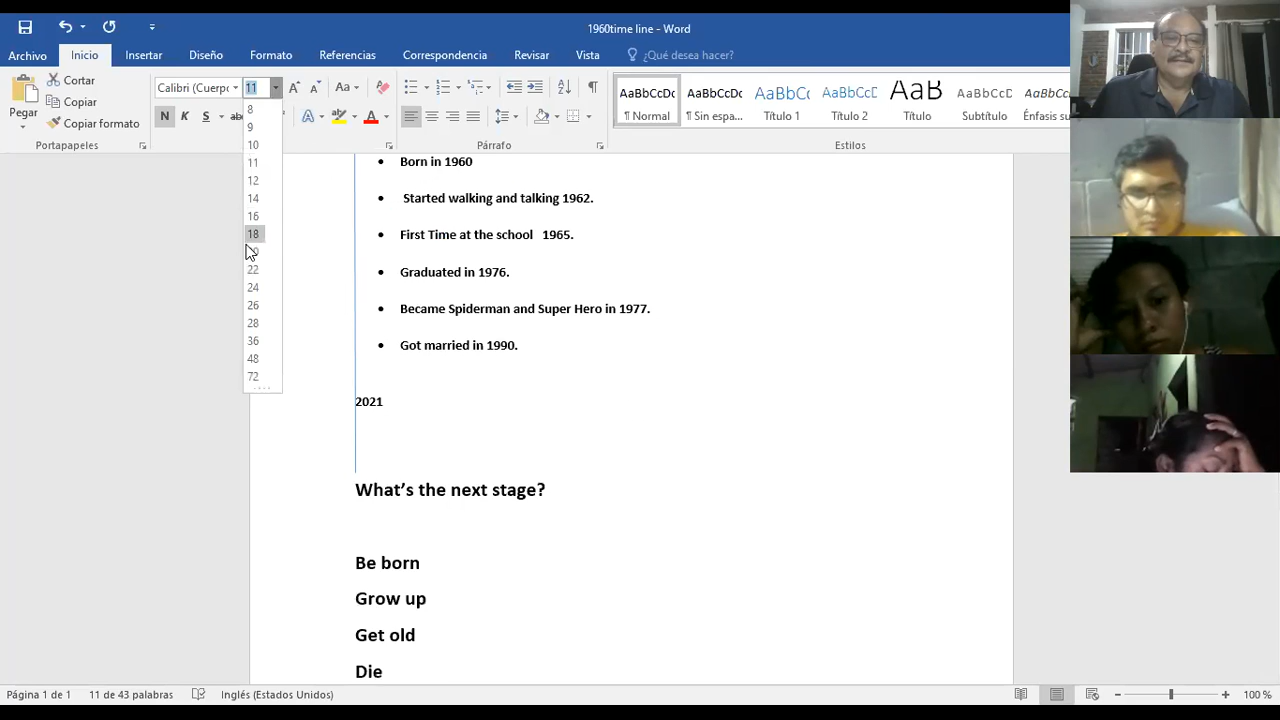 1960time line - Word
Archivo Inicio Insertar Diseño Formato Referencias Correspondencia Revisar Vista ¿Qué desea hacer?
Pegar
Cortar
Copiar
Copiar formato
Portapapeles
Calibri (Cuerpo 11
N K S abc
Aa A
8
9
10
11
12
14
16
18
22
24
26
28
36
48
72
Párrafo
AaBbCcDc AaBbCcDc AaBbCc AaBbCcD AaB AaBbCcD AaBbCcDc
¶ Normal ¶ Sin espa... Título 1 Título 2 Título Subtítulo Énfasis su
Estilos
• Born in 1960
• Started walking and talking 1962.
• First Time at the school 1965.
• Graduated in 1976.
• Became Spiderman and Super Hero in 1977.
• Got married in 1990.
2021
What’s the next stage?
Be born
Grow up
Get old
Die
Página 1 de 1 11 de 43 palabras Inglés (Estados Unidos) 100 %